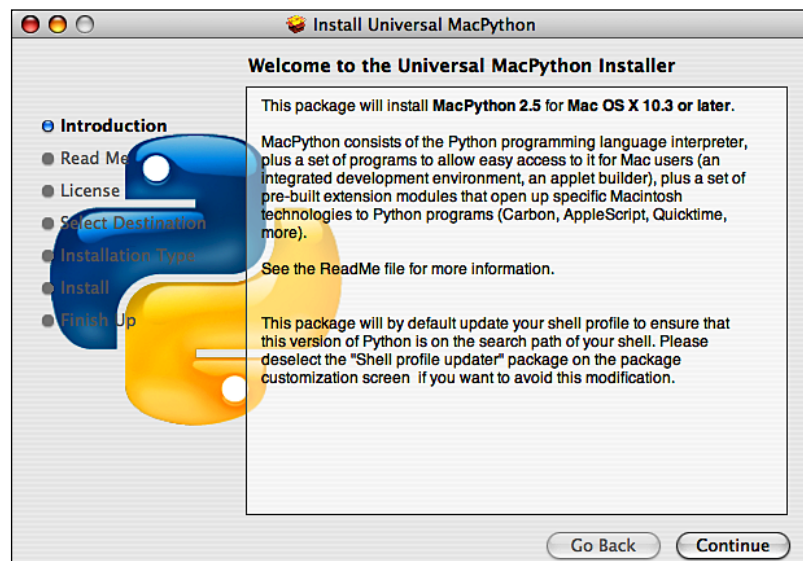 Install Universal MacPython
Welcome to the Universal MacPython Installer
Introduction
Read Me
License
Select Destination
Installation Type
Install
Finish Up
This package will install MacPython 2.5 for Mac OS X 10.3 or later.
MacPython consists of the Python programming language interpreter,
plus a set of programs to allow easy access to it for Mac users (an
integrated development environment, an applet builder), plus a set of
pre-built extension modules that open up specific Macintosh
technologies to Python programs (Carbon, AppleScript, Quicktime,
more).
See the ReadMe file for more information.
This package will by default update your shell profile to ensure that
this version of Python is on the search path of your shell. Please
deselect the "Shell profile updater" package on the package
customization screen  if you want to avoid this modification.
Go Back
Continue